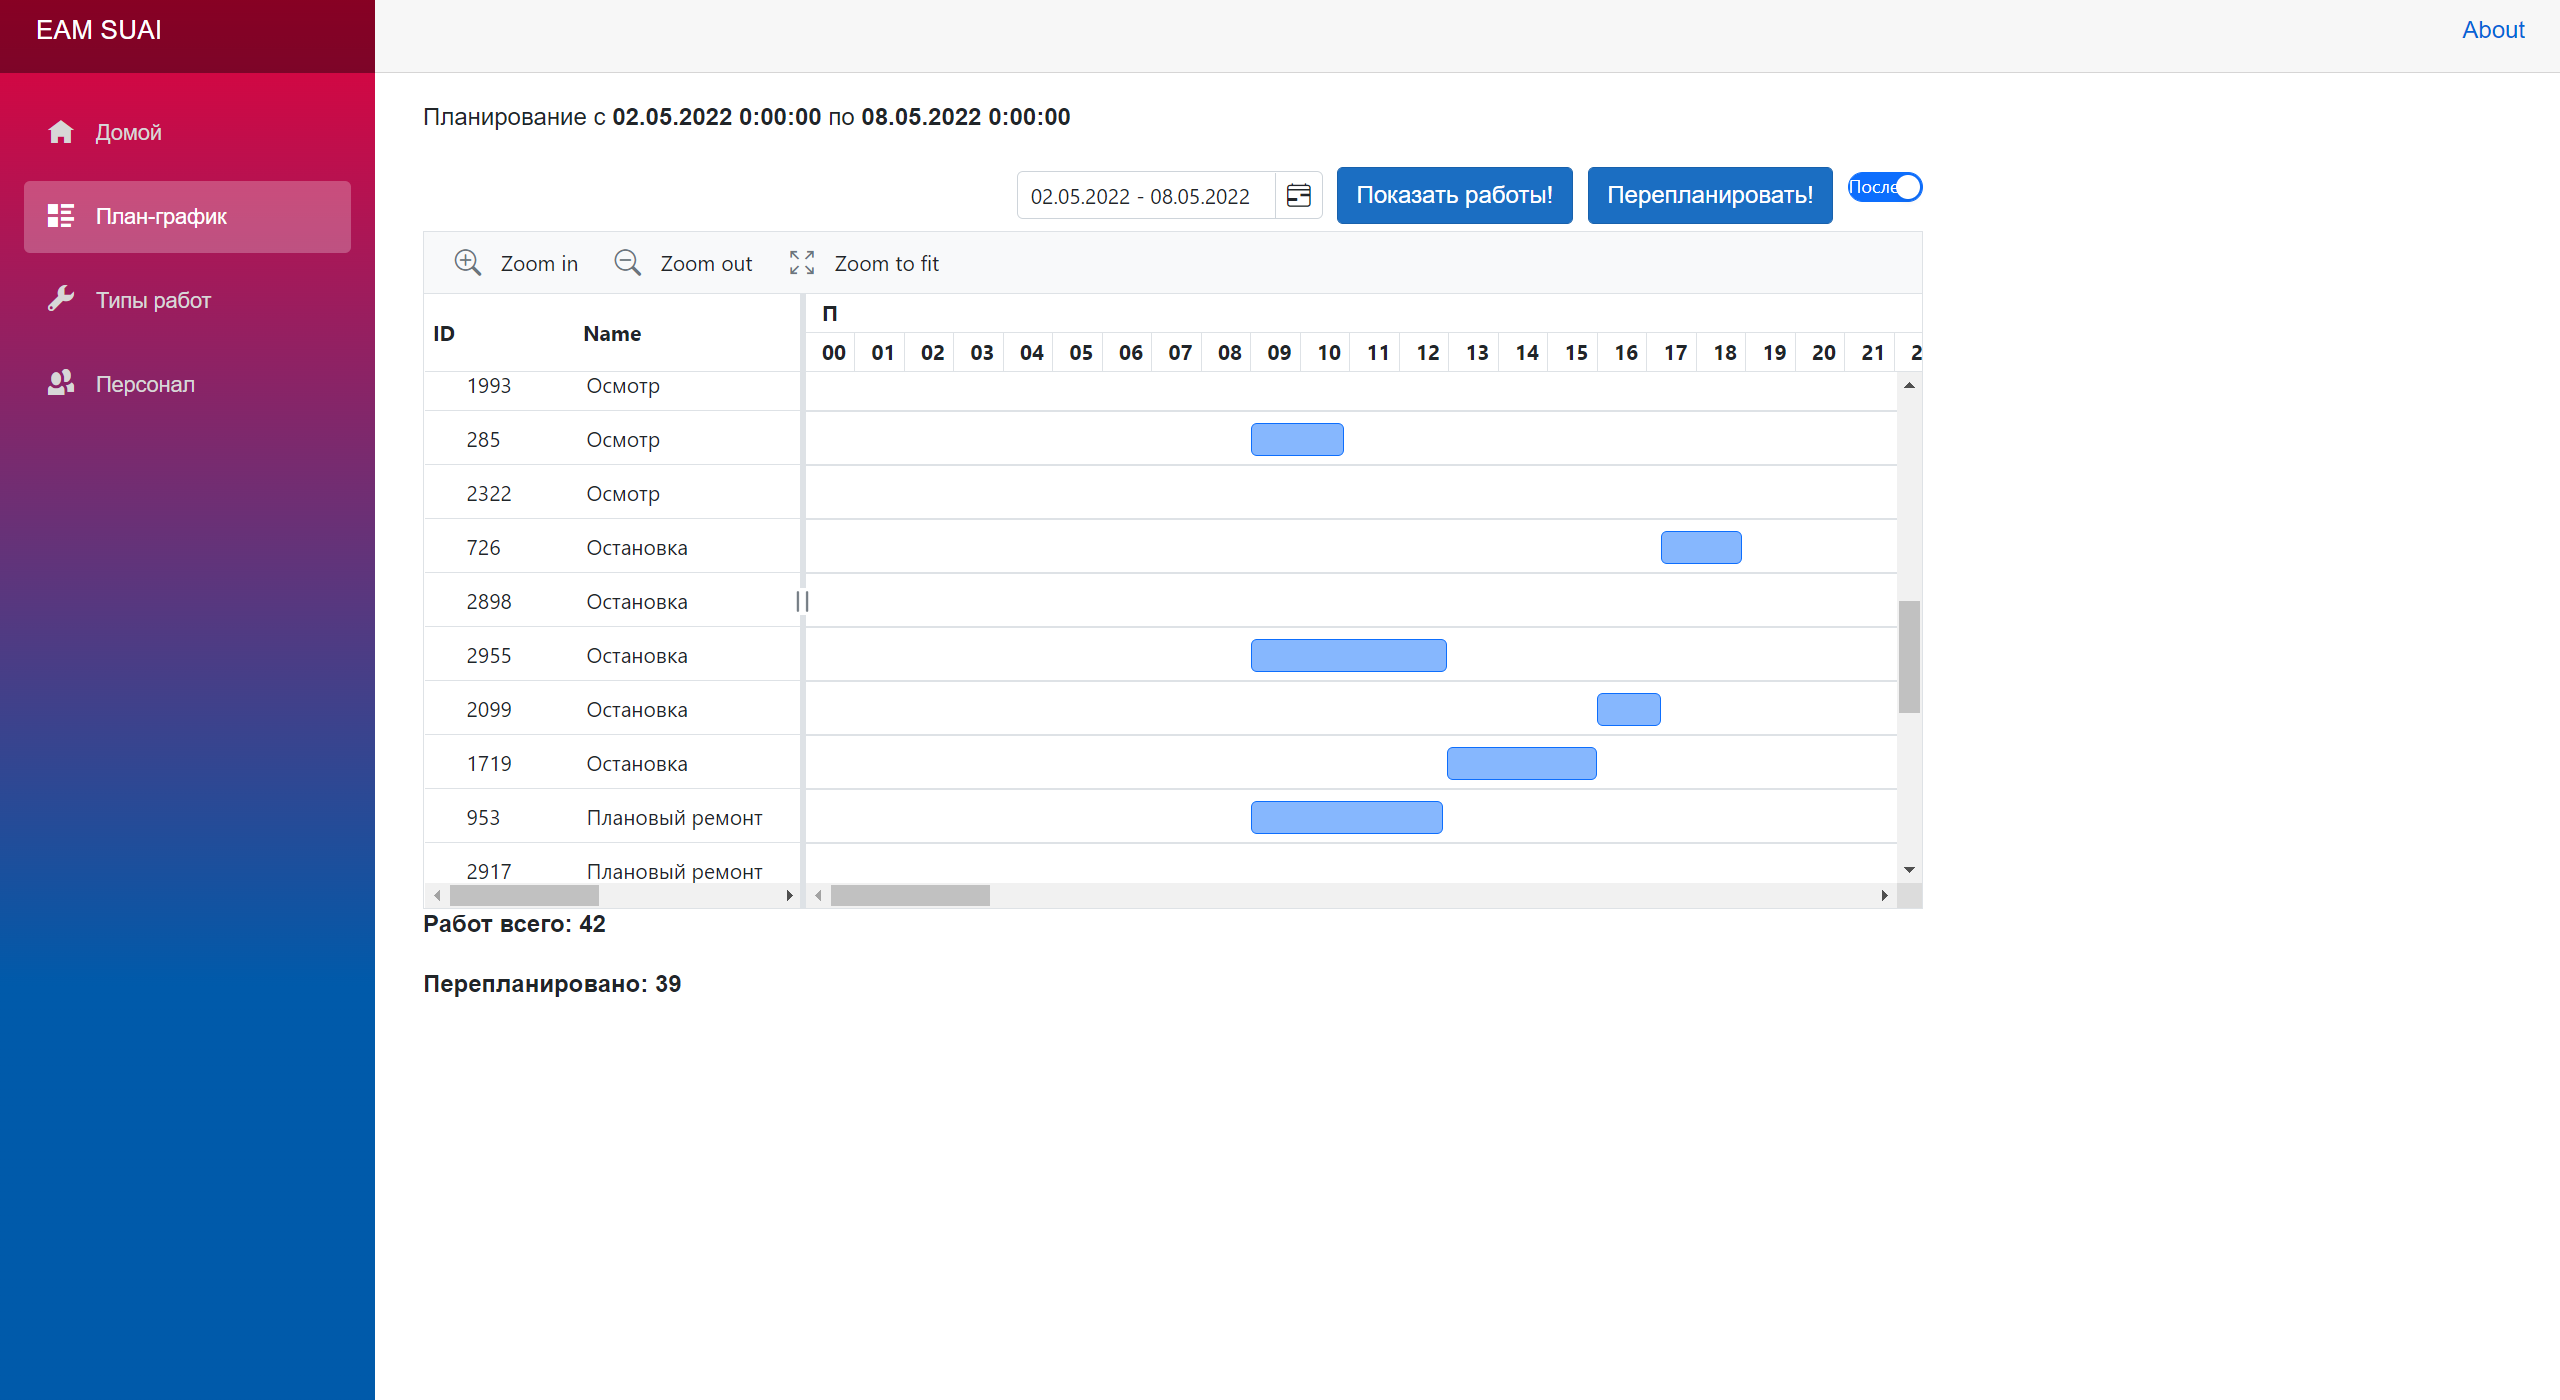 EAM SUAI
About
Домой
План-график
Типы работ
Персонал
Планирование с 02.05.2022 0:00:00 по 08.05.2022 0:00:00
02.05.2022 - 08.05.2022 Показать работы! Перепланировать! После
Zoom in Zoom out Zoom to fit
ID Name
П
00 01 02 03 04 05 06 07 08 09 10 11 12 13 14 15 16 17 18 19 20 21 2
1993 Осмотр
285 Осмотр
2322 Осмотр
726 Остановка
2898 Остановка
2955 Остановка
2099 Остановка
1719 Остановка
953 Плановый ремонт
2917 Плановый ремонт
Работ всего: 42
Перепланировано: 39